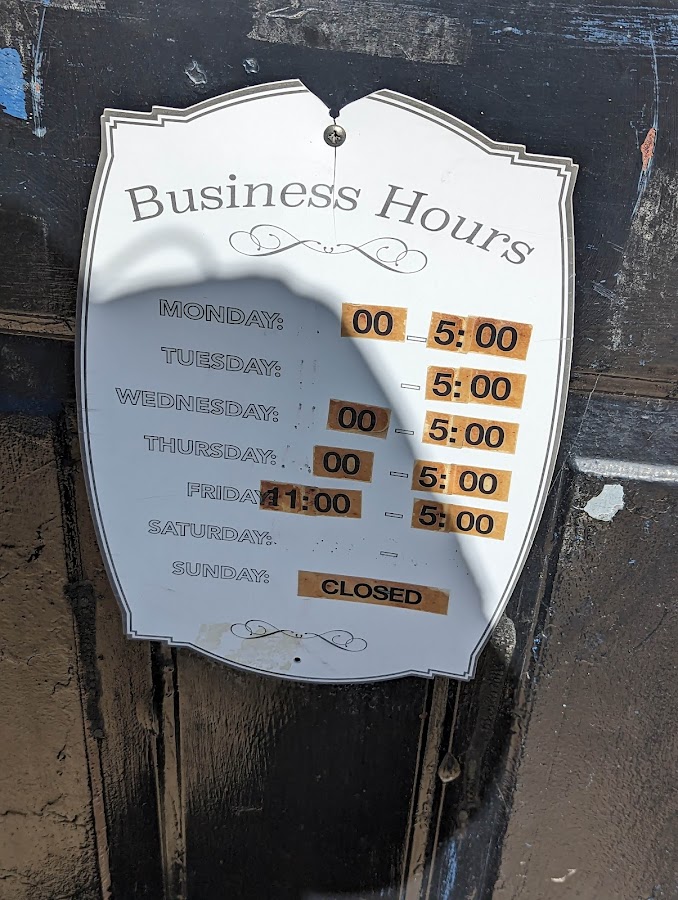 Business Hours
MONDAY: 00 - 5:00
TUESDAY: - 5:00
WEDNESDAY: 00 - 5:00
THURSDAY: 00 - 5:00
FRIDAY: 11:00 - 5:00
SATURDAY: -
SUNDAY: CLOSED